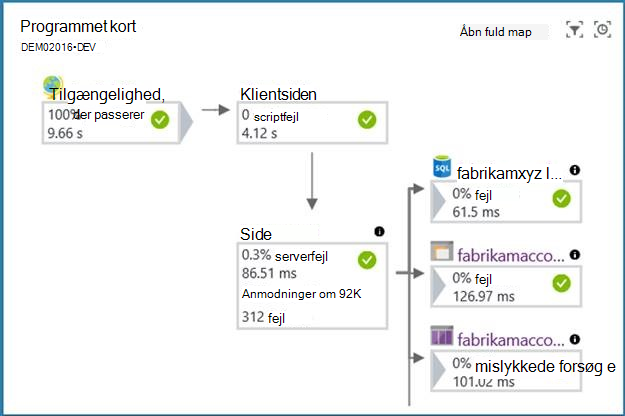 Programmet kort
Åbn fuld map
DEM02016•DEV
Tilgængelighed,
100% der passerer
9.66 s
Klientsiden
0 scriptfejl
4.12 s
Side
0.3% serverfejl
86.51 ms
Anmodninger om 92K
312 fejl
SQL
fabrikamxyz I...
0% fejl
61.5 ms
fabrikamacco...
0% fejl
126.97 ms
fabrikamacco...
0% mislykkede forsøg e
101.02 ms